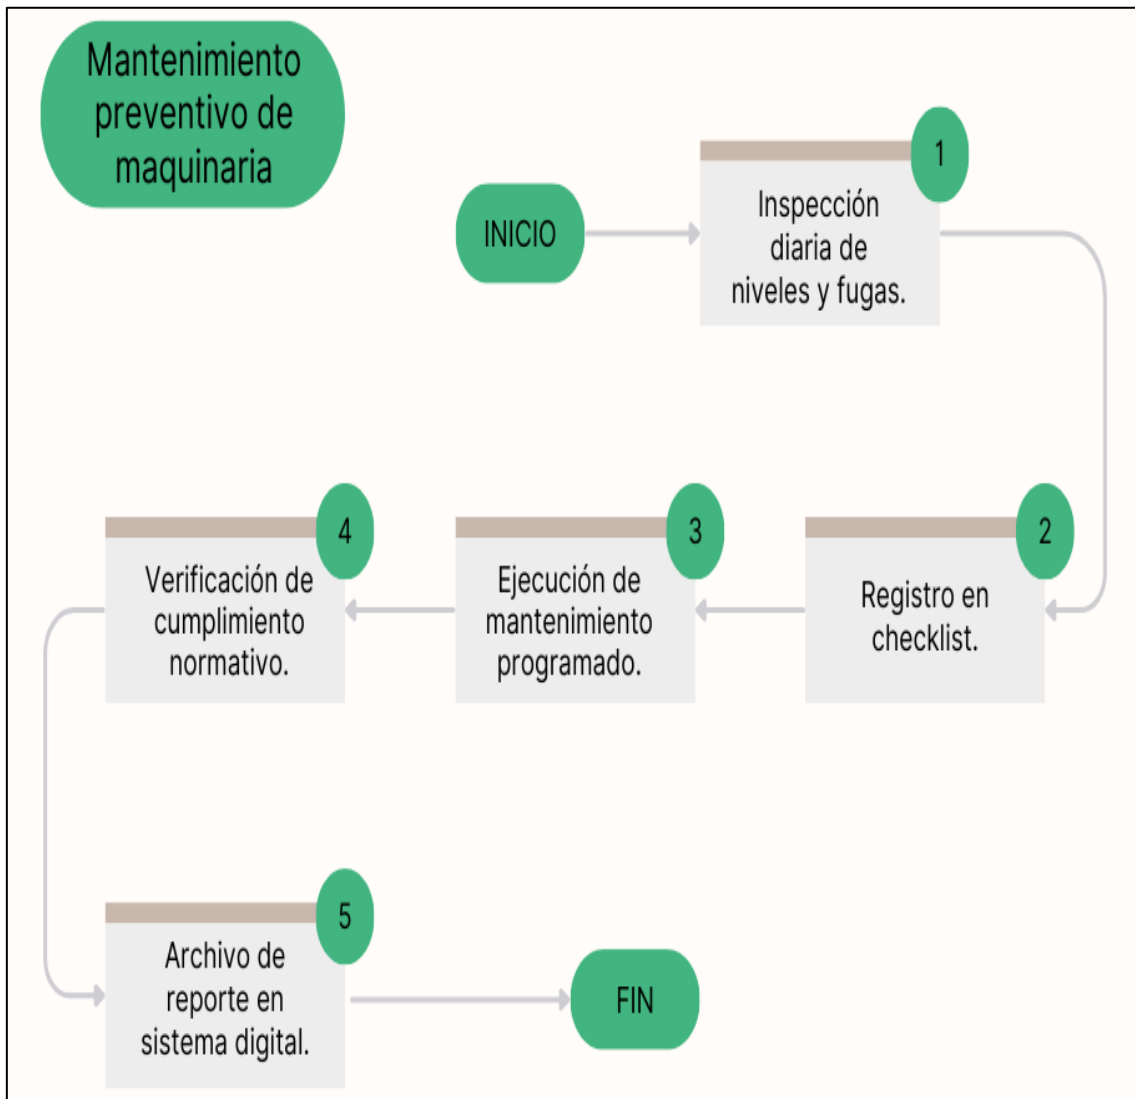 Mantenimiento
preventivo de
maquinaria
INICIO
1
Inspección
diaria de
niveles y fugas.
2
Registro en
checklist.
3
Ejecución de
mantenimiento
programado.
4
Verificación de
cumplimiento
normativo.
5
Archivo de
reporte en
sistema digital.
FIN